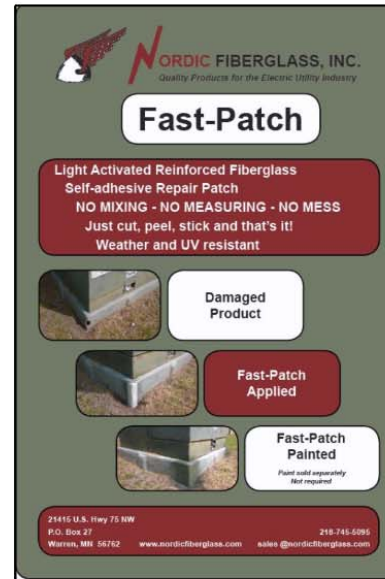 NORDIC FIBERGLASS, INC.
Quality Products for the Electric Utility Industry
Fast-Patch
Light Activated Reinforced Fiberglass
Self-adhesive Repair Patch
NO MIXING - NO MEASURING - NO MESS
Just cut, peel, stick and that's it!
Weather and UV resistant
Damaged
Product
Fast-Patch
Applied
Fast-Patch
Painted
Paint sold separately
Not required
21415 U.S. Hwy 75 NW
P.O. Box 27 218-745-5095
Warren, MN 56762 www.nordicfiberglass.com sales @nordicfiberglass.com